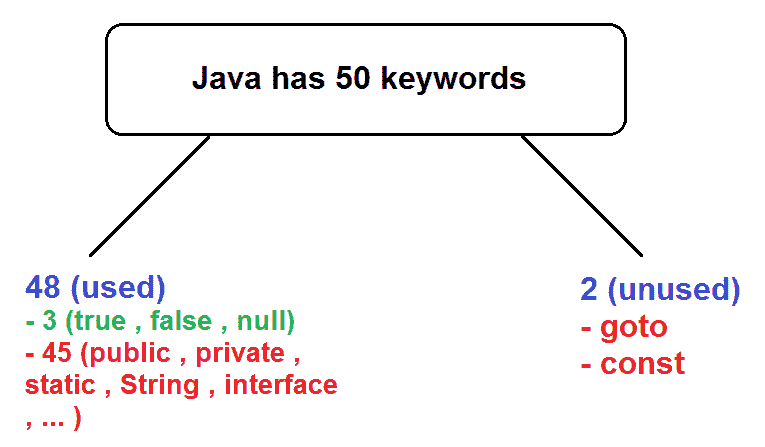 Java has 50 keywords
48 (used)
- 3 (true , false , null)
- 45 (public , private ,
static , String , interface
, ... )
2 (unused)
- goto
- const